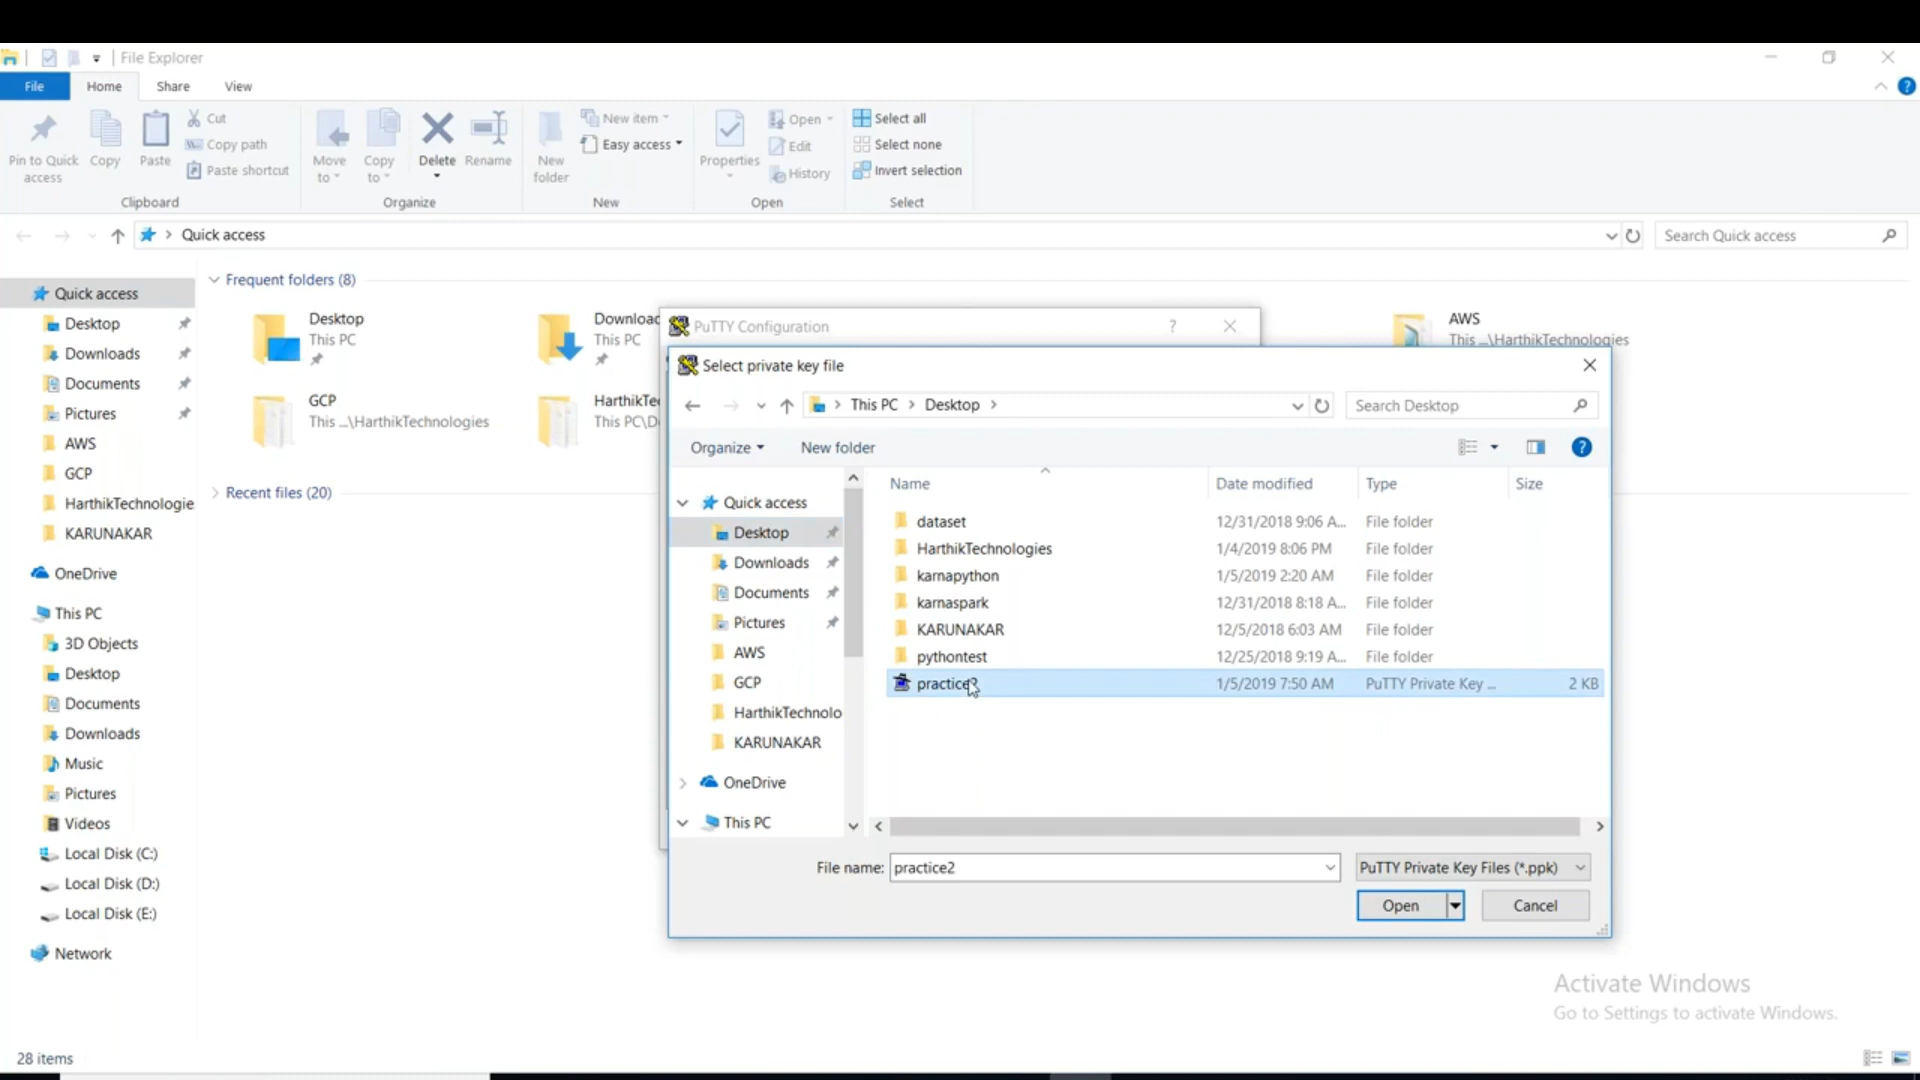 File Explorer
File Home Share View
Pin to Quick access
Copy
Paste
Cut
Copy path
Paste shortcut
Clipboard
Move to
Copy to
Delete
Rename
Organize
New folder
New item
Easy access
New
Properties
Open
Edit
History
Open
Select all
Select none
Invert selection
Select
Quick access
Search Quick access
Quick access
Desktop
Downloads
Documents
Pictures
AWS
GCP
HarthikTechnologie
KARUNAKAR
OneDrive
This PC
3D Objects
Desktop
Documents
Downloads
Music
Pictures
Videos
Local Disk (C:)
Local Disk (D:)
Local Disk (E:)
Network
Frequent folders (8)
Desktop
This PC
Downloac
This PC
AWS
This ...\HarthikTechnologies
GCP
This ...\HarthikTechnologies
HarthikTe
This PC\D
Recent files (20)
PuTTY Configuration ?
Select private key file
This PC > Desktop >
Search Desktop
Organize New folder
Quick access
Desktop
Downloads
Documents
Pictures
AWS
GCP
HarthikTechnolo
KARUNAKAR
OneDrive
This PC
Name Date modified Type Size
dataset 12/31/2018 9:06 A... File folder
HarthikTechnologies 1/4/2019 8:06 PM File folder
karnapython 1/5/2019 2:20 AM File folder
karnaspark 12/31/2018 8:18 A... File folder
KARUNAKAR 12/5/2018 6:03 AM File folder
pythontest 12/25/2018 9:19 A... File folder
practice2 1/5/2019 7:50 AM PuTTY Private Key ... 2 KB
File name: practice2 PuTTY Private Key Files (*.ppk)
Open Cancel
Activate Windows
Go to Settings to activate Windows.
28 items